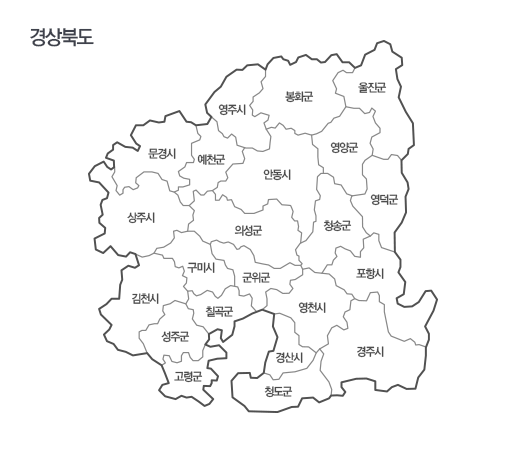 경상북도
울진군
봉화군
영주시
영양군
문경시
예천군
안동시
영덕군
상주시
청송군
의성군
구미시
포항시
군위군
김천시
영천시
칠곡군
성주군
경주시
경산시
고령군
청도군